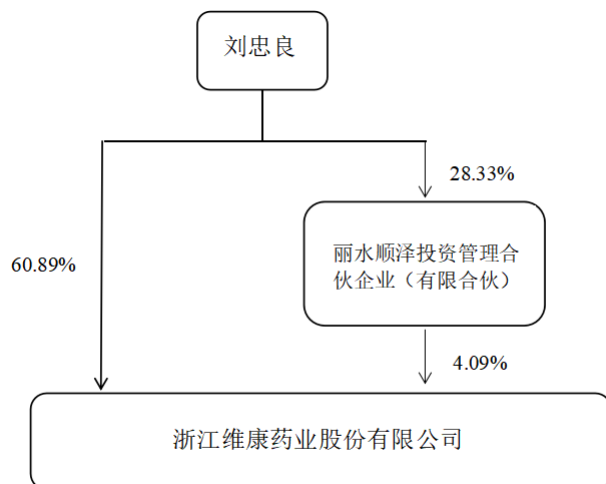 刘忠良
28.33%
60.89%
丽水顺泽投资管理合
伙企业（有限合伙）
4.09%
浙江维康药业股份有限公司